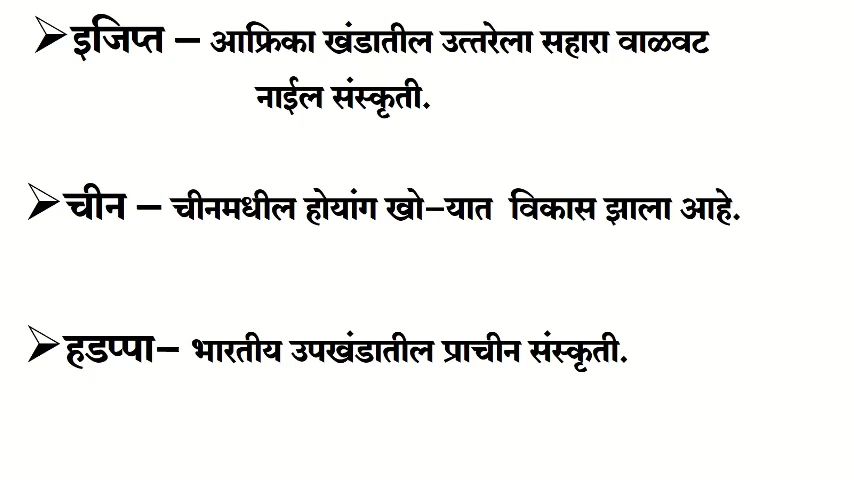 ➢इजिप्त – आफ्रिका खंडातील उत्तरेला सहारा वाळवट
नाईल संस्कृती.
➢चीन – चीनमधील होयांग खो–यात विकास झाला आहे.
➢हडप्पा– भारतीय उपखंडातील प्राचीन संस्कृती.